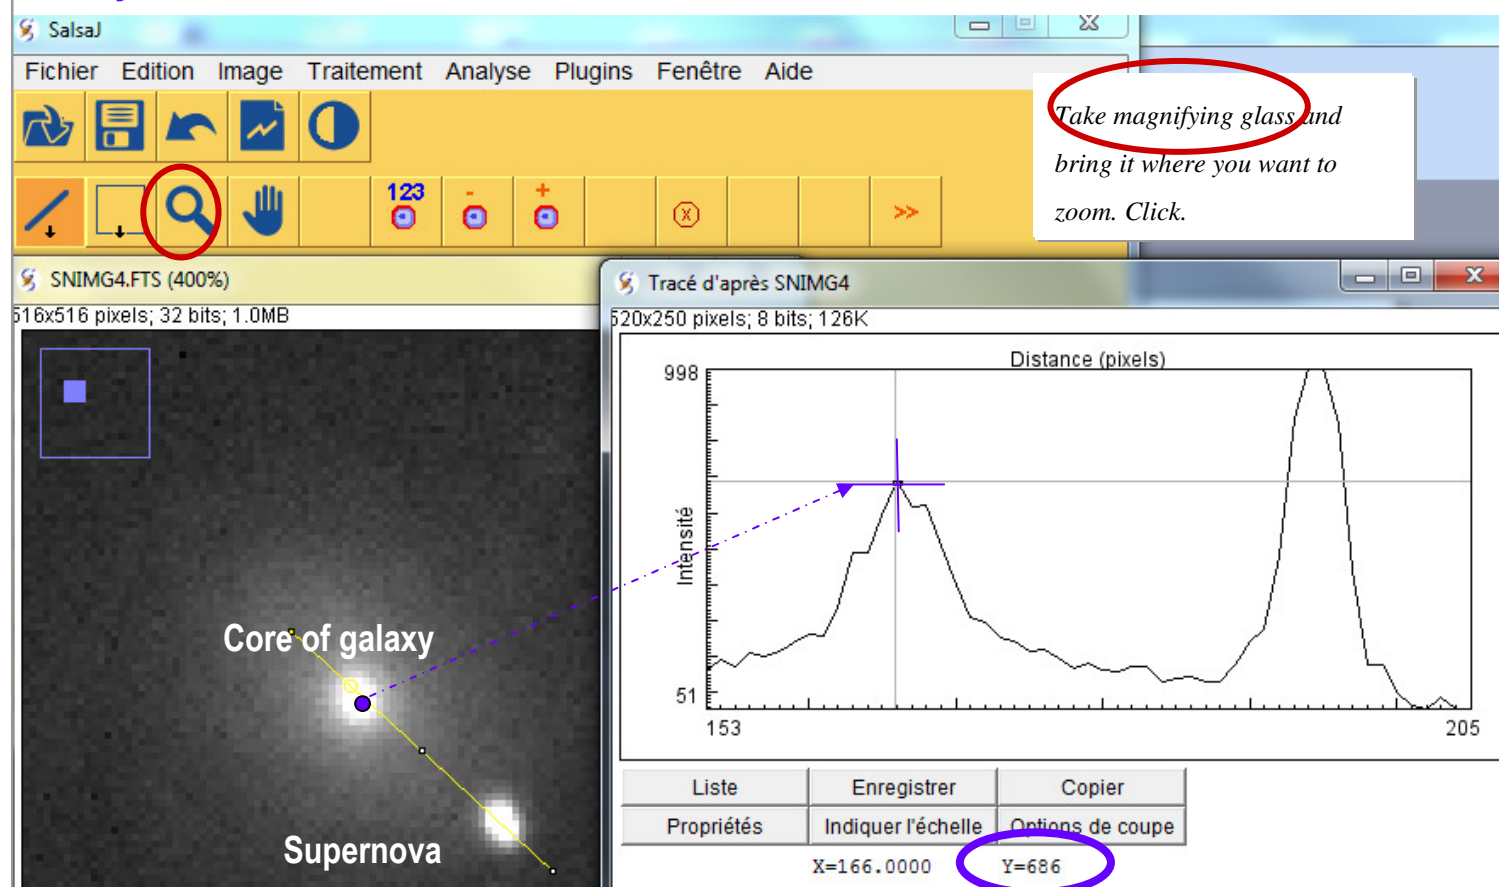 SalsaJ
Fichier Edition Image Traitement Analyse Plugins Fenêtre Aide
Take magnifying glass and
bring it where you want to
zoom. Click.
123
- +
X
>>
SNIMG4.FTS (400%)
516x516 pixels; 32 bits; 1.0MB
Core of galaxy
Supernova
Tracé d'après SNIMG4
520x250 pixels; 8 bits; 126K
Distance (pixels)
998
Intensité
51
153 205
Liste Enregistrer Copier
Propriétés Indiquer l'échelle Options de coupe
X=166.0000 Y=686